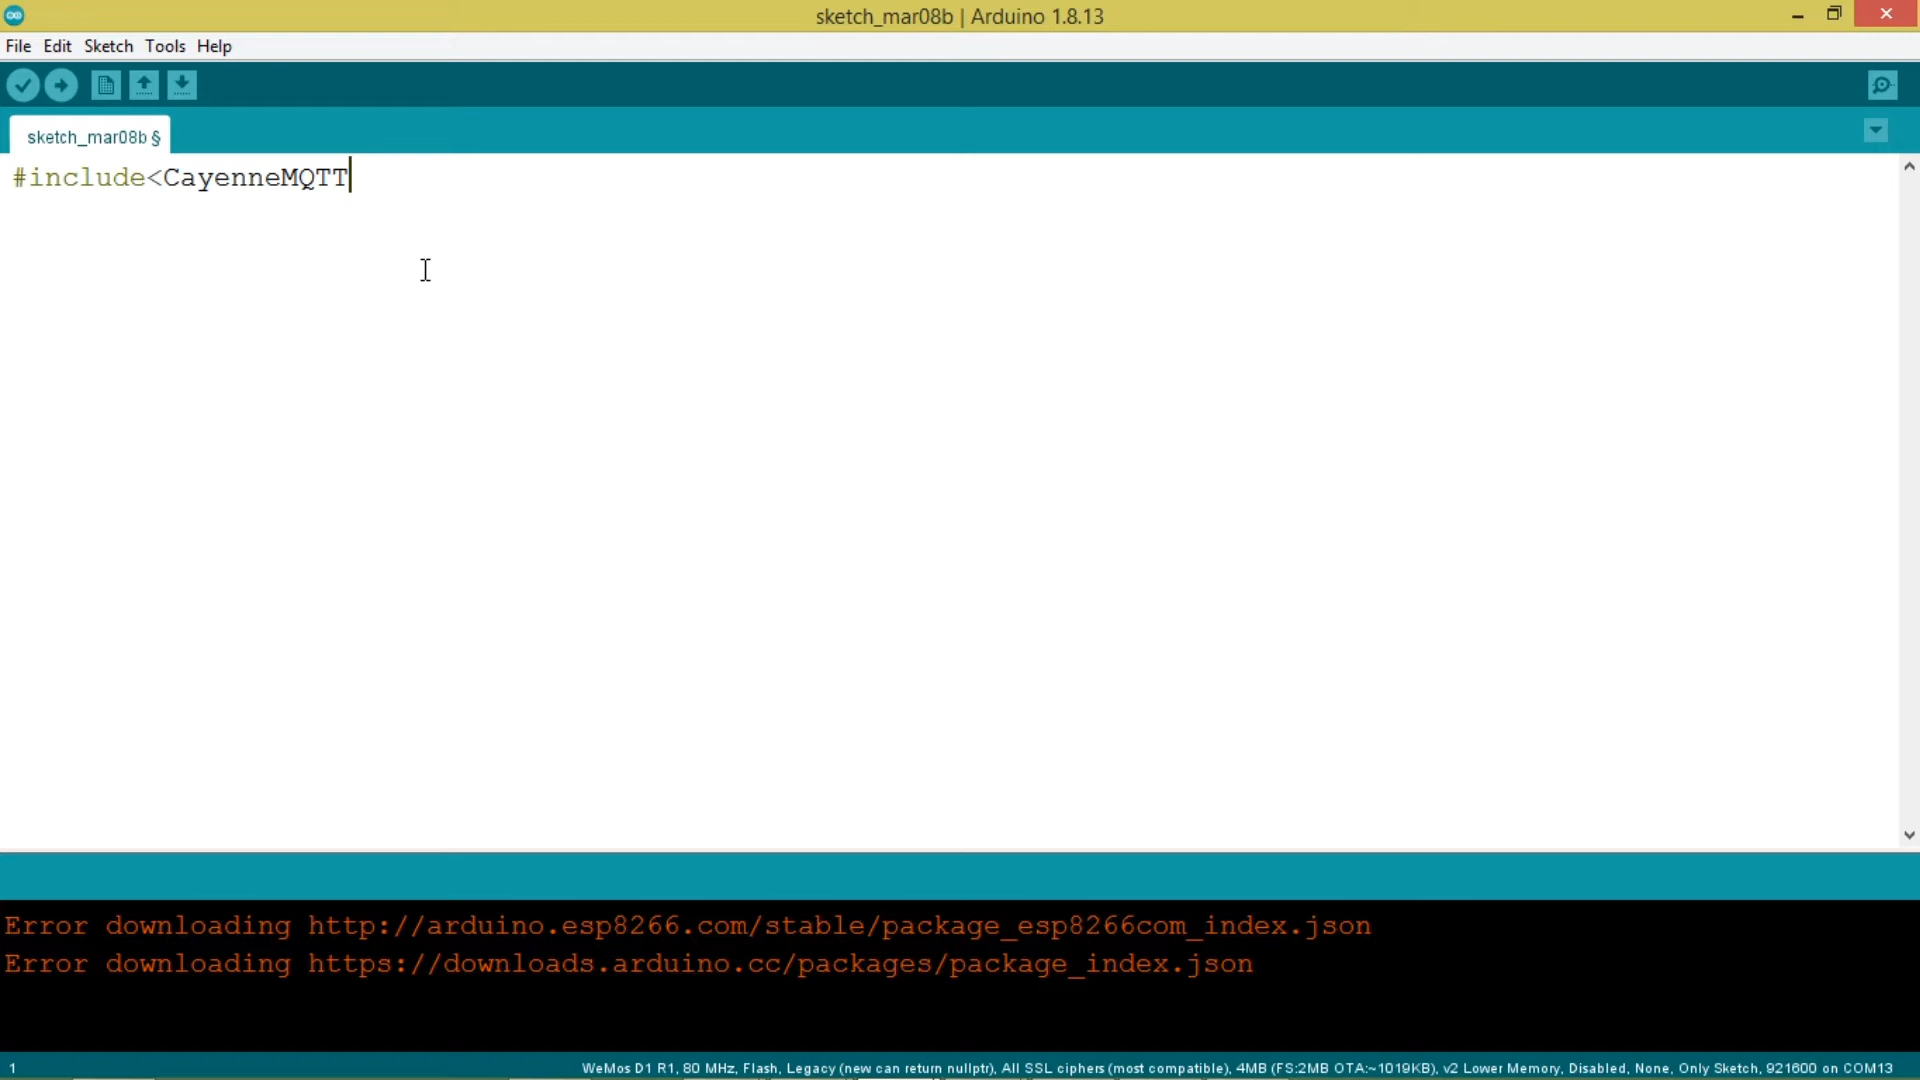 sketch_mar08b | Arduino 1.8.13
File Edit Sketch Tools Help
sketch_mar08b §
#include<CayenneMQTT
Error downloading http://arduino.esp8266.com/stable/package_esp8266com_index.json
Error downloading https://downloads.arduino.cc/packages/package_index.json
1 WeMos D1 R1, 80 MHz, Flash, Legacy (new can return nullptr), All SSL ciphers (most compatible), 4MB (FS:2MB OTA:~1019KB), v2 Lower Memory, Disabled, None, Only Sketch, 921600 on COM13